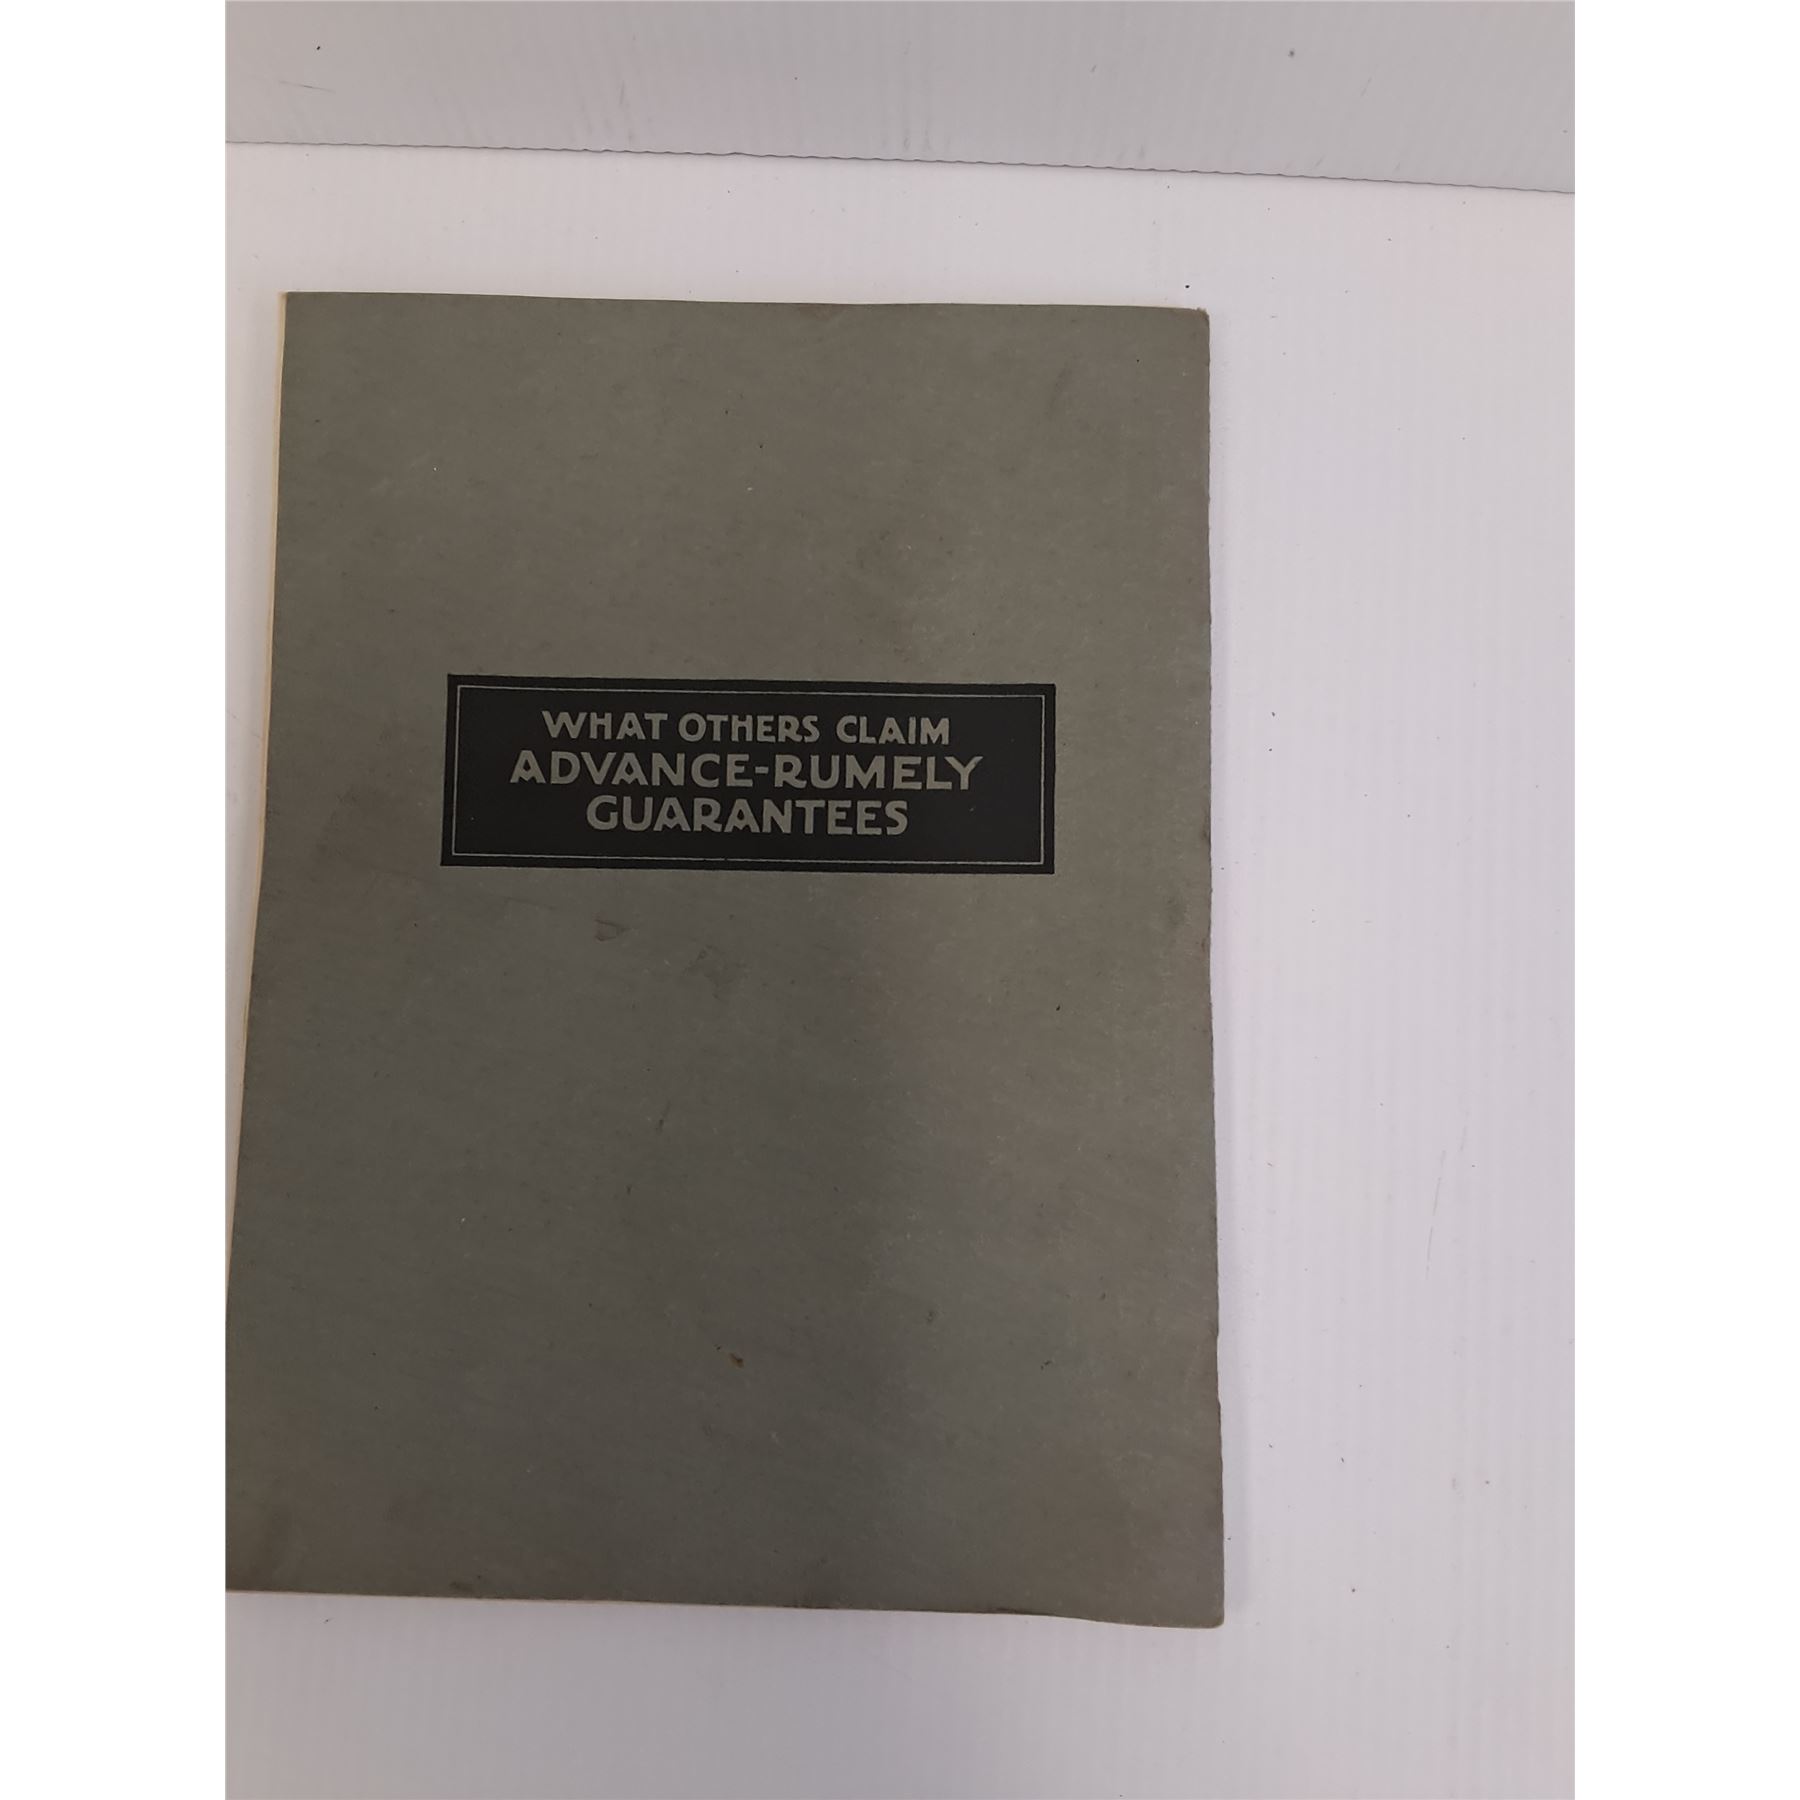 WHAT OTHERS CLAIM
ADVANCE-RUMELY
GUARANTEES